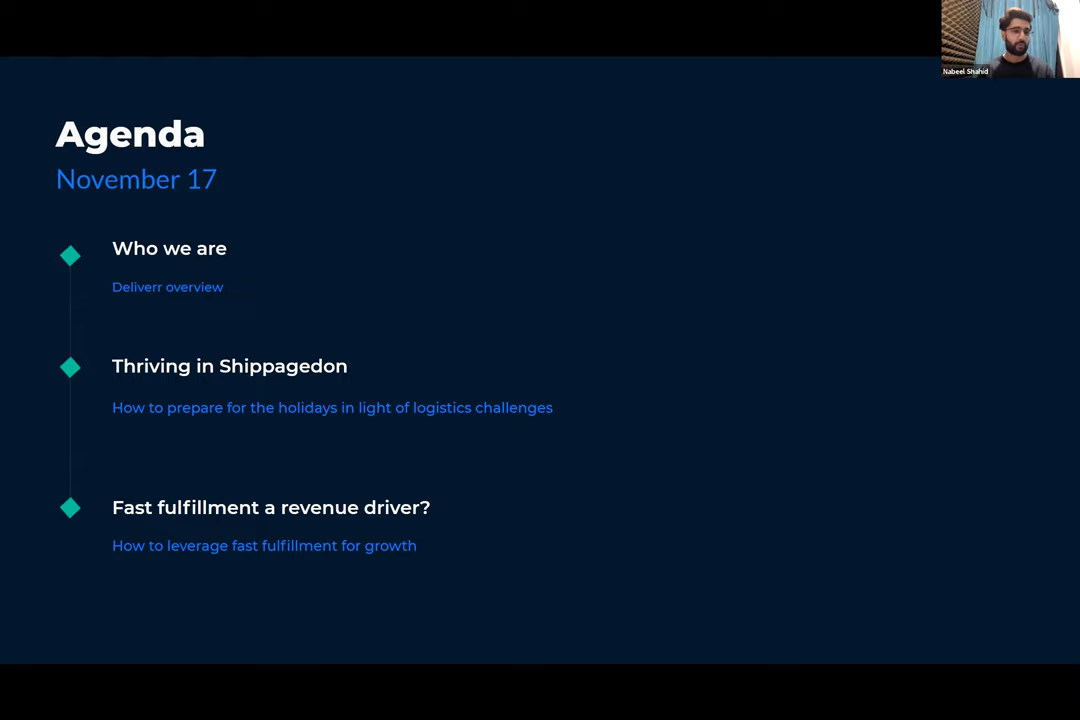 Nabeel Shahid
Agenda
November 17
Who we are
Deliverr overview
Thriving in Shippagedon
How to prepare for the holidays in light of logistics challenges
Fast fulfillment a revenue driver?
How to leverage fast fulfillment for growth